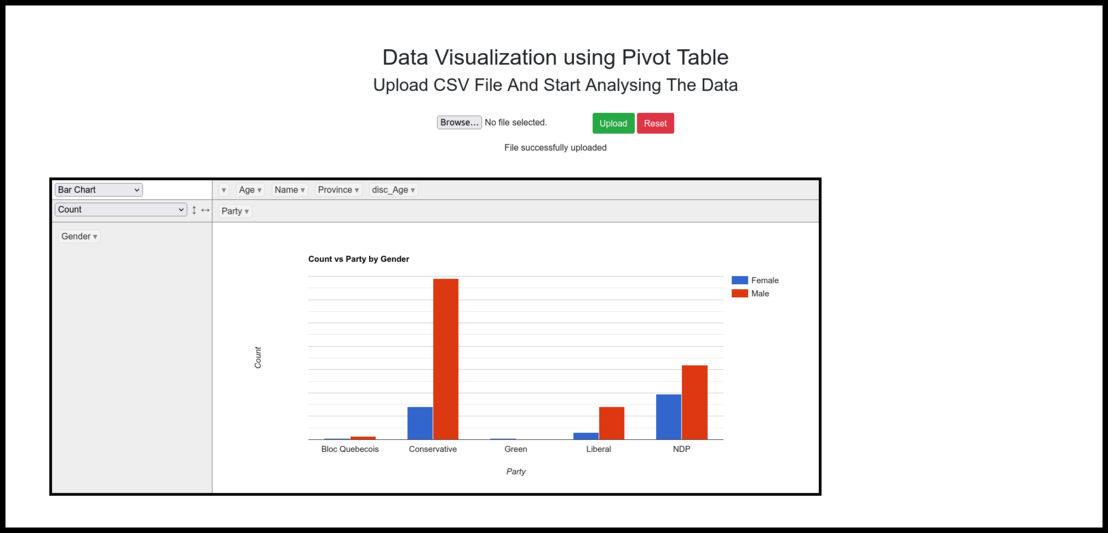 Data Visualization using Pivot Table
Upload CSV File And Start Analysing The Data
Browse... No file selected. Upload Reset
File successfully uploaded
Bar Chart Age Name Province disc_Age
Count Party
Gender
Count vs Party by Gender
Female
Male
Count
Bloc Quebecois Conservative Green Liberal NDP
Party